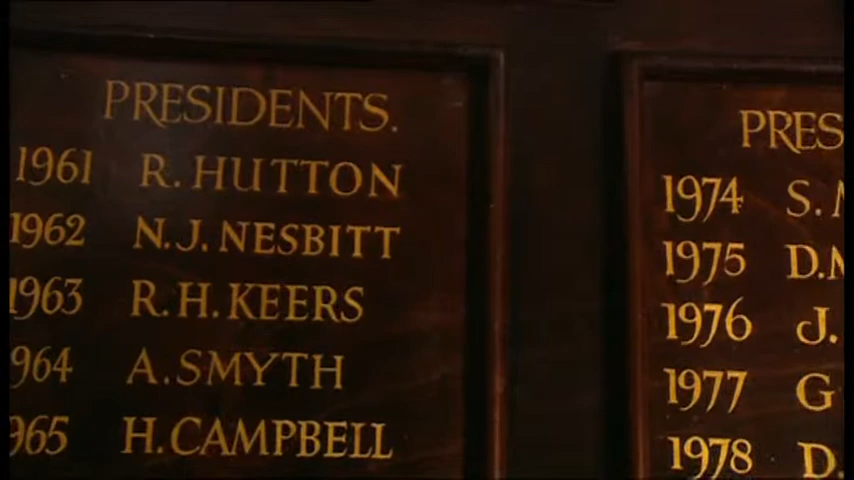 PRESIDENTS.
1961 R. HUTTON
1962 N.J. NESBITT
1963 R.H. KEERS
1964 A. SMYTH
1965 H. CAMPBELL
1974 S.
1975 D.
1976 J.
1977 G
1978 D.